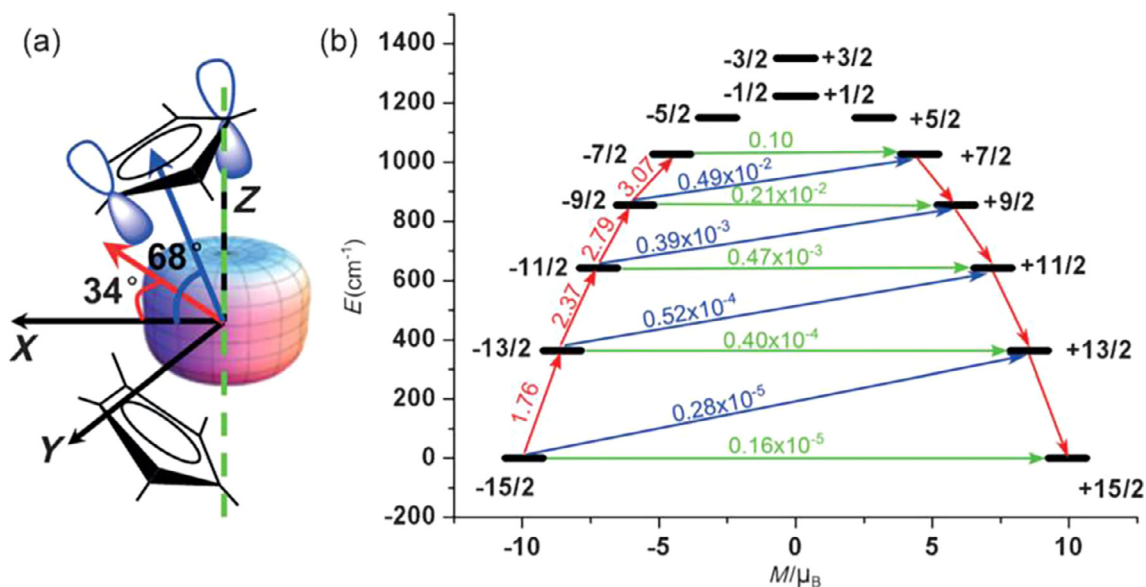 (a)
Z
68°
34°
X
Y
(b)
E(cm-1)
1400
1200
1000
800
600
400
200
0
-200
-3/2 +3/2
-1/2 +1/2
-5/2 +5/2
-7/2 0.10 +7/2
3.07 0.49x10-2
-9/2 0.21x10-2 +9/2
2.79 0.39x10-3
-11/2 0.47x10-3 +11/2
2.37 0.52x10-4
-13/2 0.40x10-4 +13/2
1.76 0.28x10-5
0.16x10-5
-15/2 +15/2
-10 -5 0 5 10
M/μB